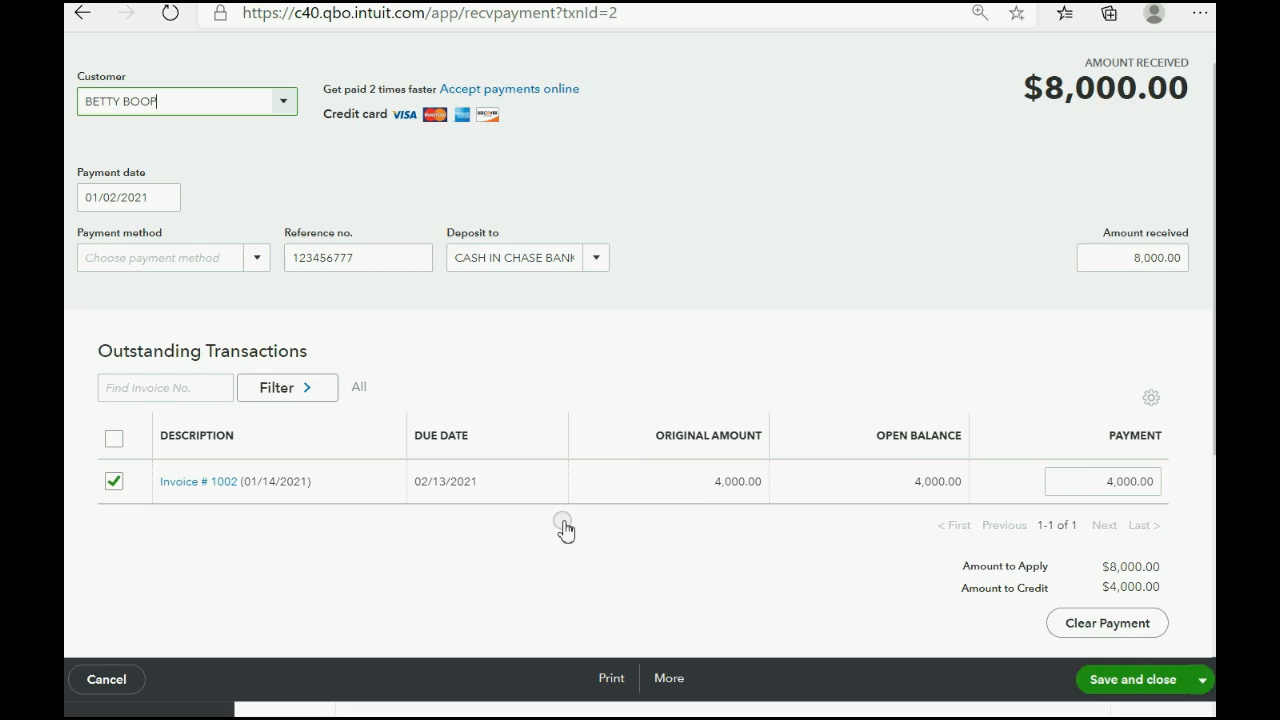 https://c40.qbo.intuit.com/app/recvpayment?txnId=2
Customer
BETTY BOOP
Get paid 2 times faster Accept payments online
Credit card VISA MasterCard DISCOVER
AMOUNT RECEIVED
$8,000.00
Payment date
01/02/2021
Payment method Reference no. Deposit to Amount received
Choose payment method 123456777 CASH IN CHASE BANK 8,000.00
Outstanding Transactions
Find Invoice No. Filter > All
DESCRIPTION DUE DATE ORIGINAL AMOUNT OPEN BALANCE PAYMENT
Invoice # 1002 (01/14/2021) 02/13/2021 4,000.00 4,000.00 4,000.00
< First Previous 1-1 of 1 Next Last >
Amount to Apply $8,000.00
Amount to Credit $4,000.00
Clear Payment
Cancel Print More Save and close